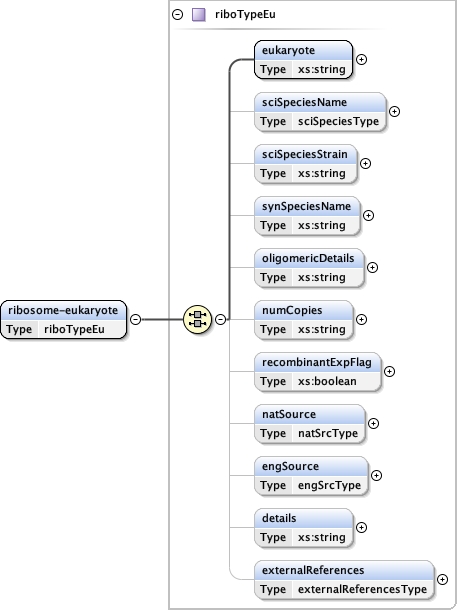 riboTypeEu
eukaryote
Type xs:string
sciSpeciesName
Type sciSpeciesType
sciSpeciesStrain
Type xs:string
synSpeciesName
Type xs:string
oligomericDetails
Type xs:string
ribosome-eukaryote
Type riboTypeEu
numCopies
Type xs:string
recombinantExpFlag
Type xs:boolean
natSource
Type natSrcType
engSource
Type engSrcType
details
Type xs:string
externalReferences
Type externalReferencesType